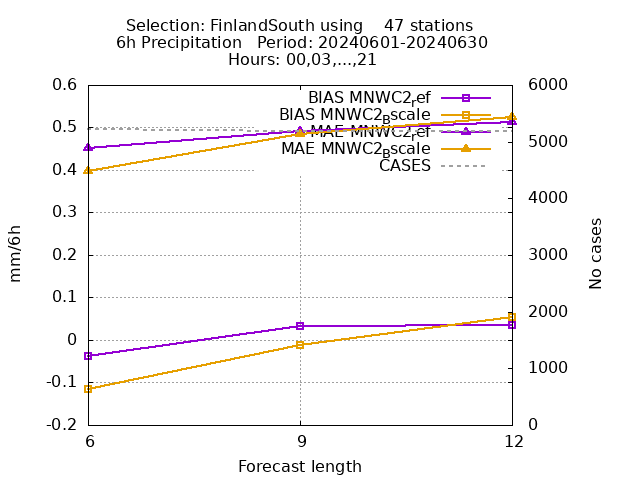 Selection: FinlandSouth using 47 stations
6h Precipitation Period: 20240601-20240630
Hours: 00,03,...,21
0.6 6000
BIAS MNWC2ref
BIAS MNWC2Bscale
0.5 MAE MNWC2ref 5000
MAE MNWC2Bscale
0.4 CASES
4000
0.3
mm/6h
0.2 3000
No cases
0.1 2000
0
1000
-0.1
-0.2 0
6 9 12
Forecast length